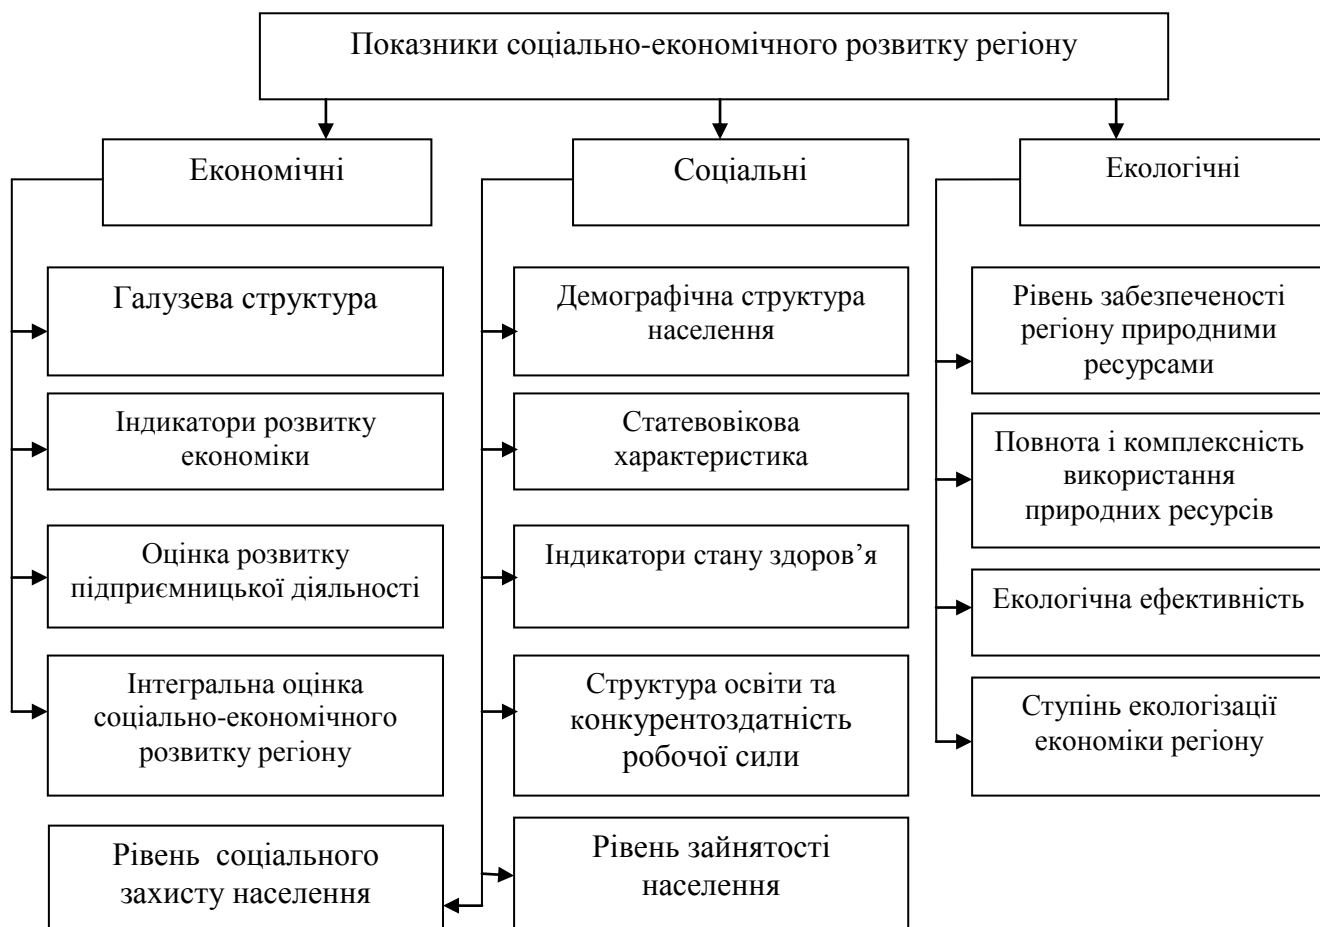 Показники соціально-економічного розвитку регіону
Економічні
Соціальні
Екологічні
Галузева структура
Індикатори розвитку
економіки
Оцінка розвитку
підприємницької діяльності
Інтегральна оцінка
соціально-економічного
розвитку регіону
Рівень соціального
захисту населення
Демографічна структура
населення
Статевовікова
характеристика
Індикатори стану здоров’я
Структура освіти та
конкурентоздатність
робочої сили
Рівень зайнятості
населення
Рівень забезпеченості
регіону природними
ресурсами
Повнота і комплексність
використання
природних ресурсів
Екологічна ефективність
Ступінь екологізації
економіки регіону